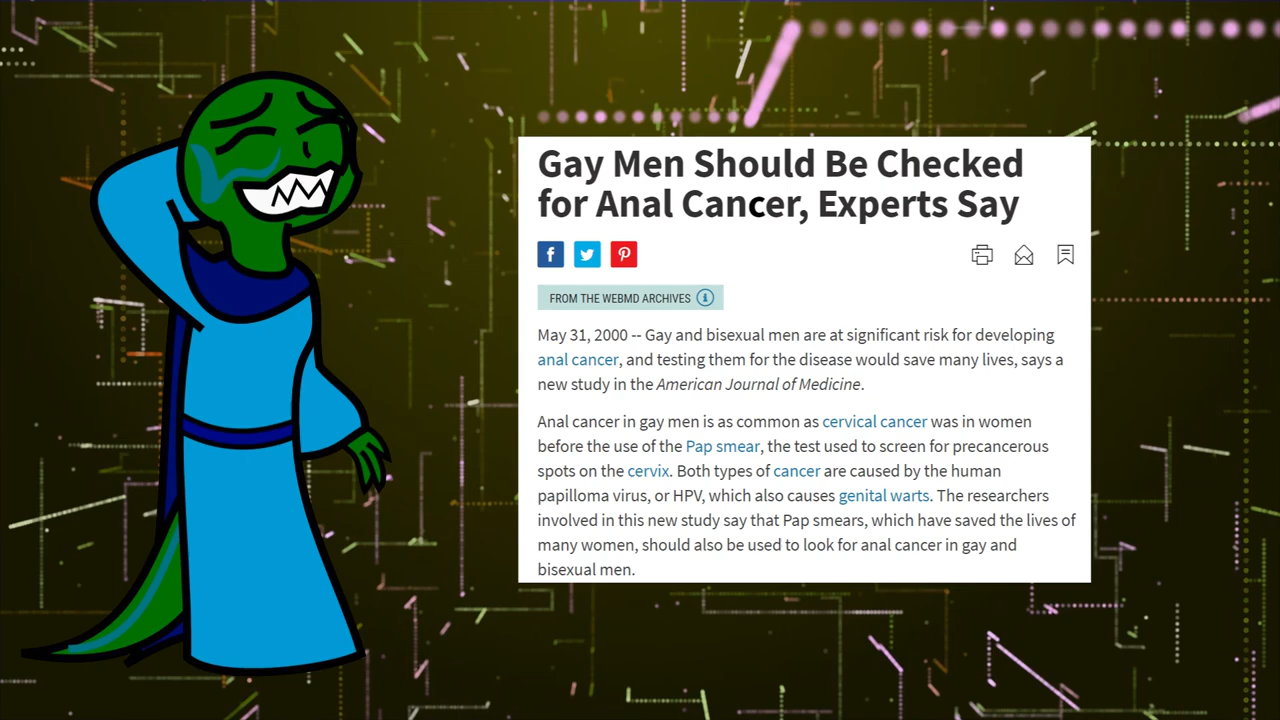 Gay Men Should Be Checked
for Anal Cancer, Experts Say
FROM THE WEBMD ARCHIVES
May 31, 2000 -- Gay and bisexual men are at significant risk for developing
anal cancer, and testing them for the disease would save many lives, says a
new study in the American Journal of Medicine.
Anal cancer in gay men is as common as cervical cancer was in women
before the use of the Pap smear, the test used to screen for precancerous
spots on the cervix. Both types of cancer are caused by the human
papilloma virus, or HPV, which also causes genital warts. The researchers
involved in this new study say that Pap smears, which have saved the lives of
many women, should also be used to look for anal cancer in gay and
bisexual men.